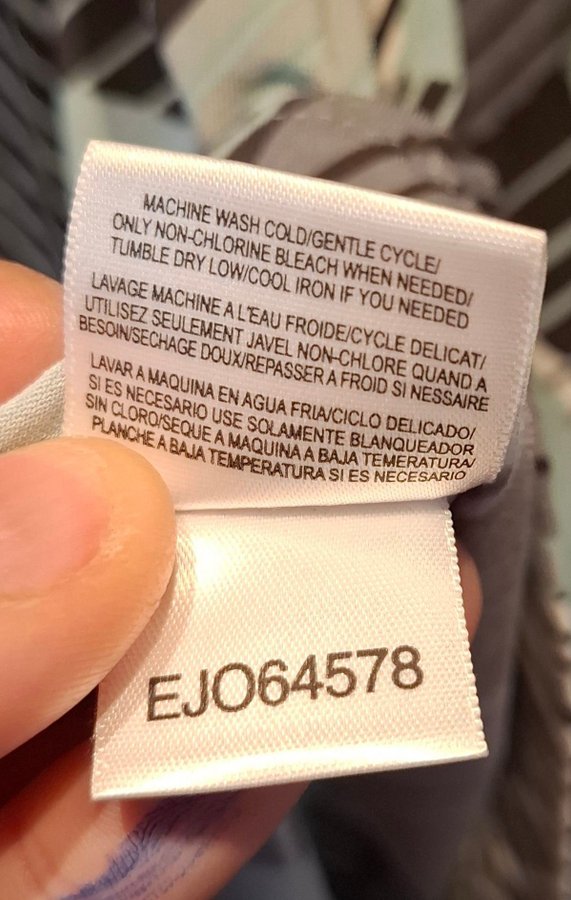 MACHINE WASH COLD/GENTLE CYCLE/
ONLY NON-CHLORINE BLEACH WHEN NEEDED/
TUMBLE DRY LOW/COOL IRON IF YOU NEEDED
LAVAGE MACHINE A L'EAU FROIDE/CYCLE DELICAT/
UTILISEZ SEULEMENT JAVEL NON-CHLORE QUAND A
BESOIN/SECHAGE DOUX/REPASSER A FROID SI NESSAIRE
LAVAR A MAQUINA EN AGUA FRIA/CICLO DELICADO/
SI ES NECESARIO USE SOLAMENTE BLANQUEADOR
SIN CLORO/SEQUE A MAQUINA A BAJA TEMERATURA/
PLANCHE A BAJA TEMPERATURA SI ES NECESARIO
EJO64578